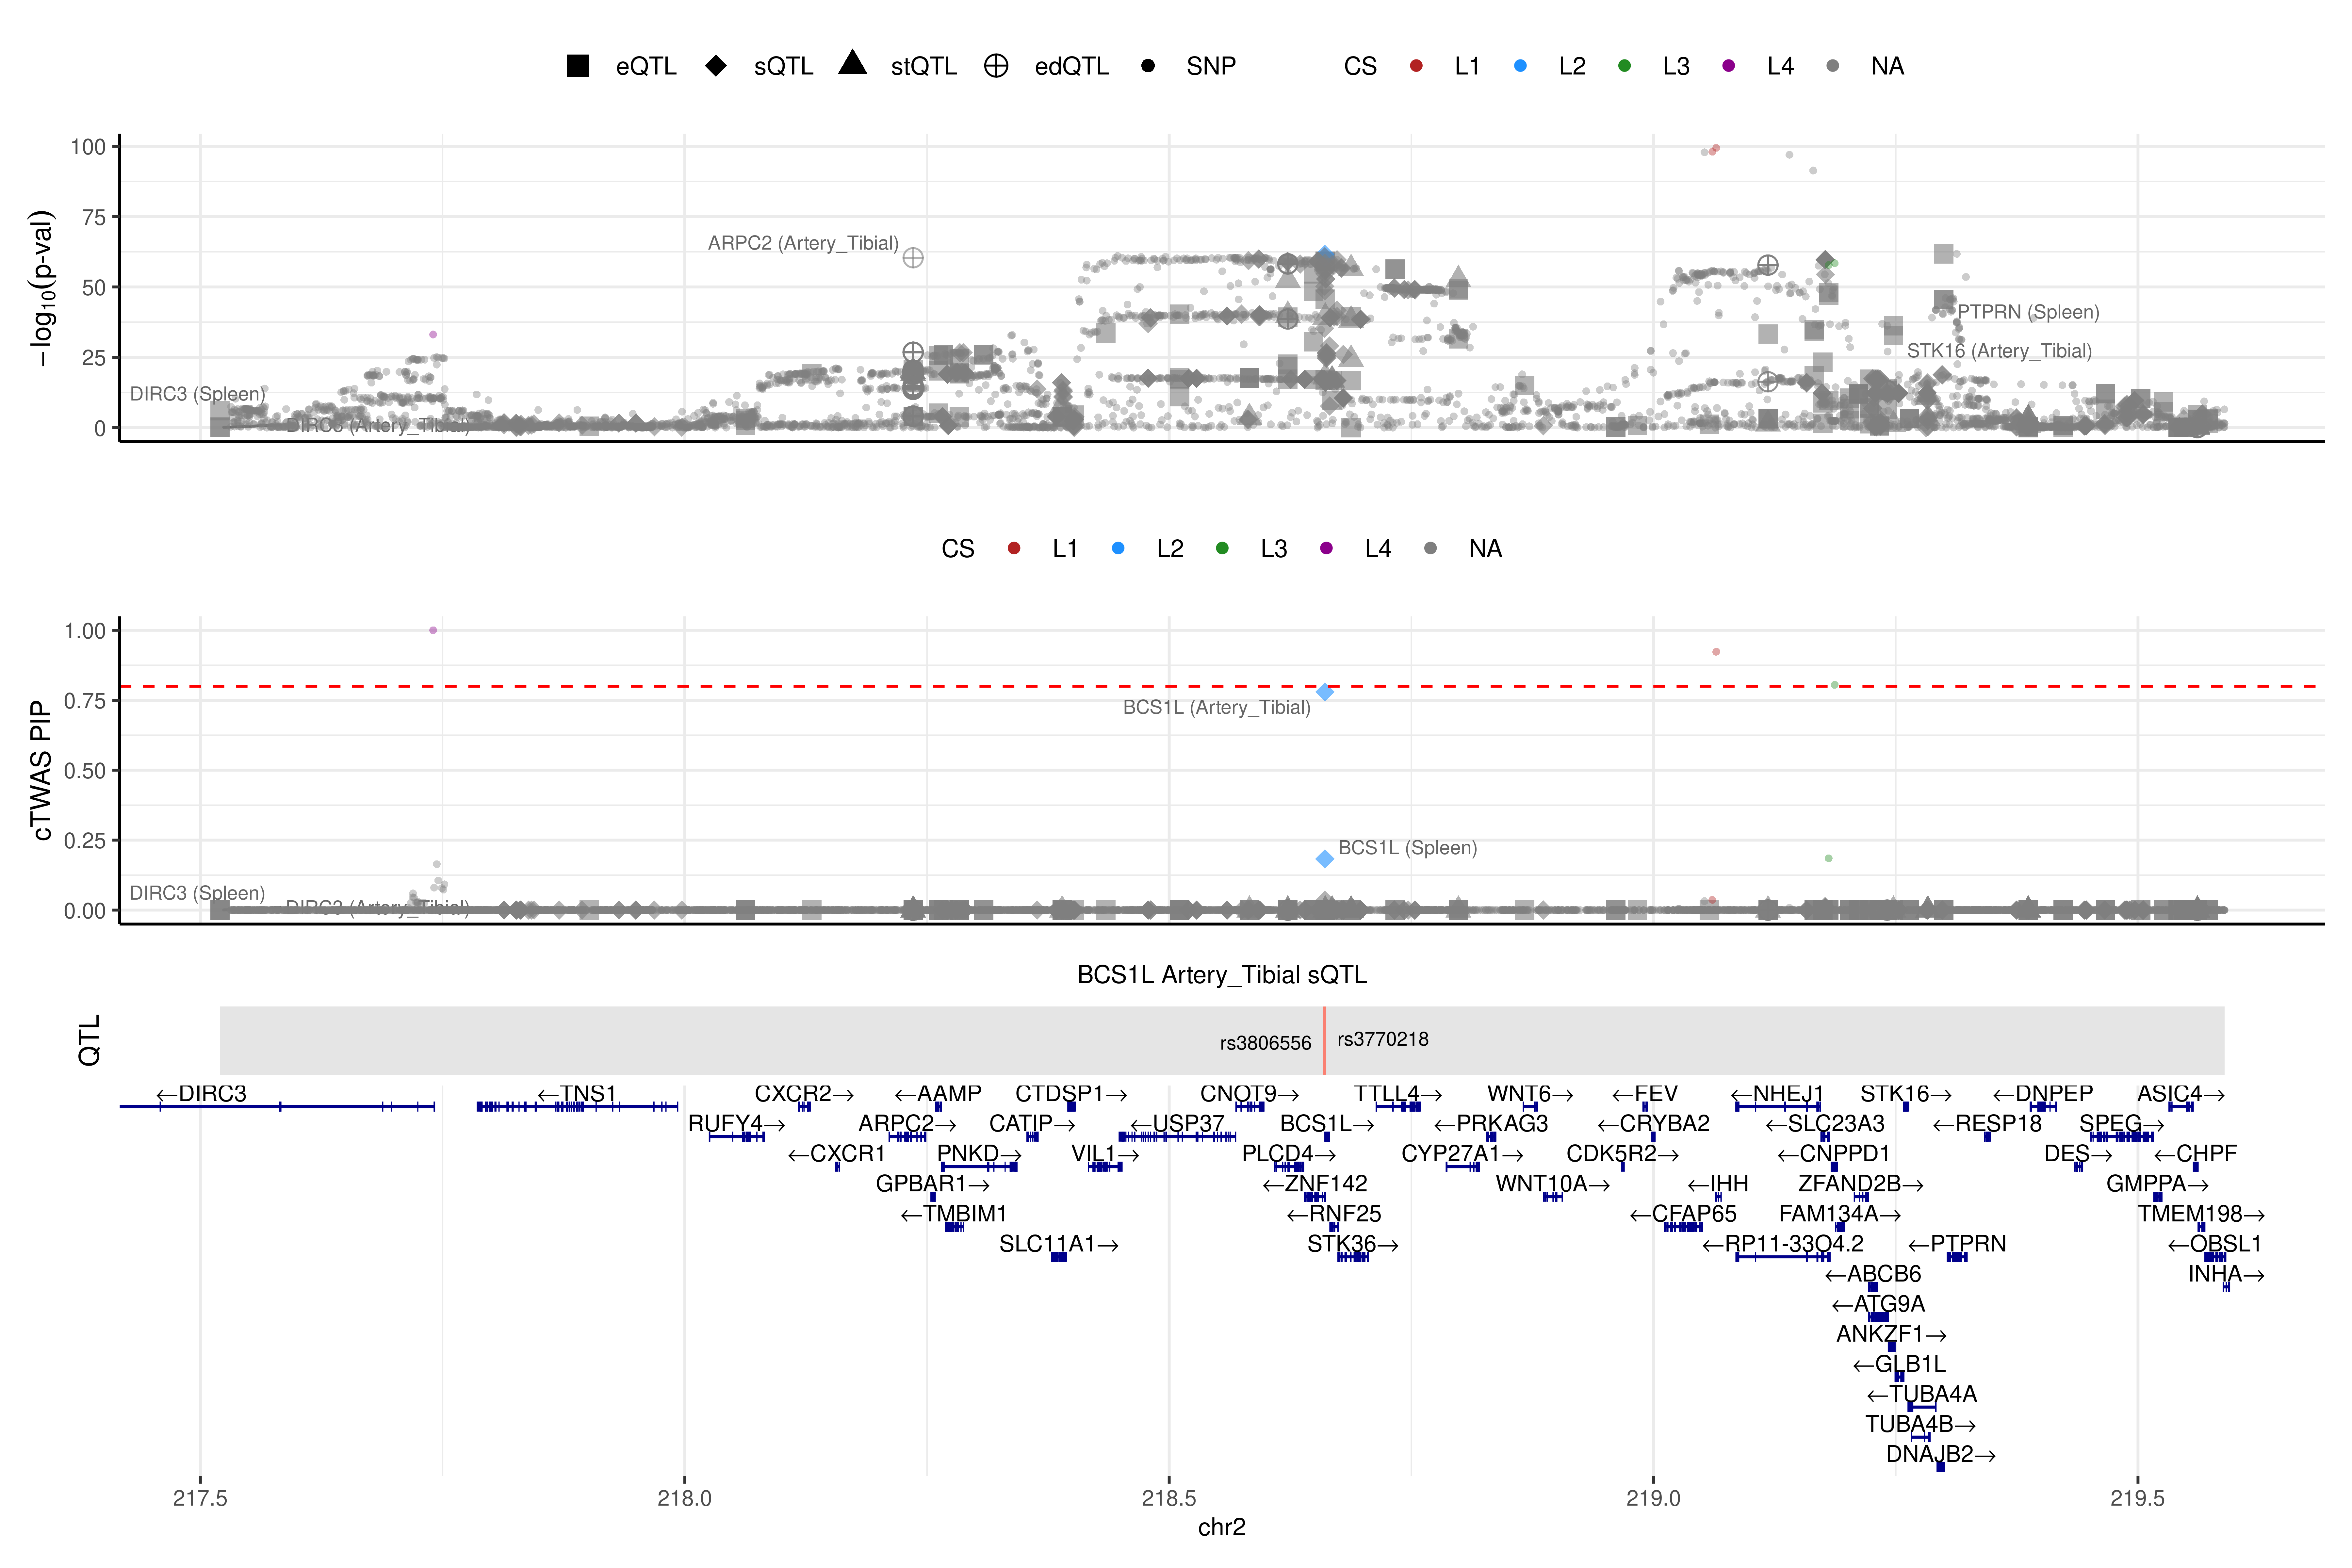 eQTL sQTL stQTL edQTL SNP CS L1 L2 L3 L4 NA
−log10(p-val)
100
75
50
25
0
ARPC2 (Artery_Tibial)
PTPRN (Spleen)
STK16 (Artery_Tibial)
DIRC3 (Spleen)
DIRC3 (Artery_Tibial)
CS L1 L2 L3 L4 NA
cTWAS PIP
1.00
0.75
0.50
0.25
0.00
BCS1L (Artery_Tibial)
BCS1L (Spleen)
DIRC3 (Spleen)
DIRC3 (Artery_Tibial)
BCS1L Artery_Tibial sQTL
QTL
rs3806556 rs3770218
←DIRC3 ←TNS1 CXCR2→ ←AAMP CTDSP1→ CNOT9→ TTLL4→ WNT6→ ←FEV ←NHEJ1 STK16→ ←DNPEP ASIC4→
RUFY4→ ARPC2→ CATIP→ ←USP37 BCS1L→ ←PRKAG3 ←CRYBA2 ←SLC23A3 ←RESP18 SPEG→
←CXCR1 PNKD→ VIL1→ PLCD4→ CYP27A1→ CDK5R2→ ←CNPPD1 DES→ ←CHPF
GPBAR1→ ←ZNF142 WNT10A→ ←IHH ZFAND2B→ GMPPA→
←TMBIM1 ←RNF25 ←CFAP65 FAM134A→ TMEM198→
SLC11A1→ STK36→ ←RP11-33O4.2 ←PTPRN ←OBSL1
←ABCB6 INHA→
←ATG9A
ANKZF1→
←GLB1L
←TUBA4A
TUBA4B→
DNAJB2→
217.5 218.0 218.5 219.0 219.5
chr2